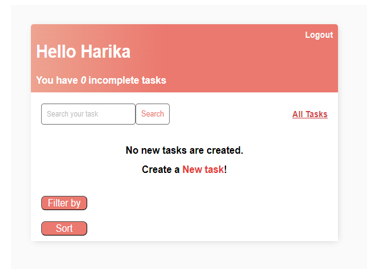 Logout
Hello Harika
You have 0 incomplete tasks
Search your task Search All Tasks
No new tasks are created.
Create a New task!
Filter by
Sort